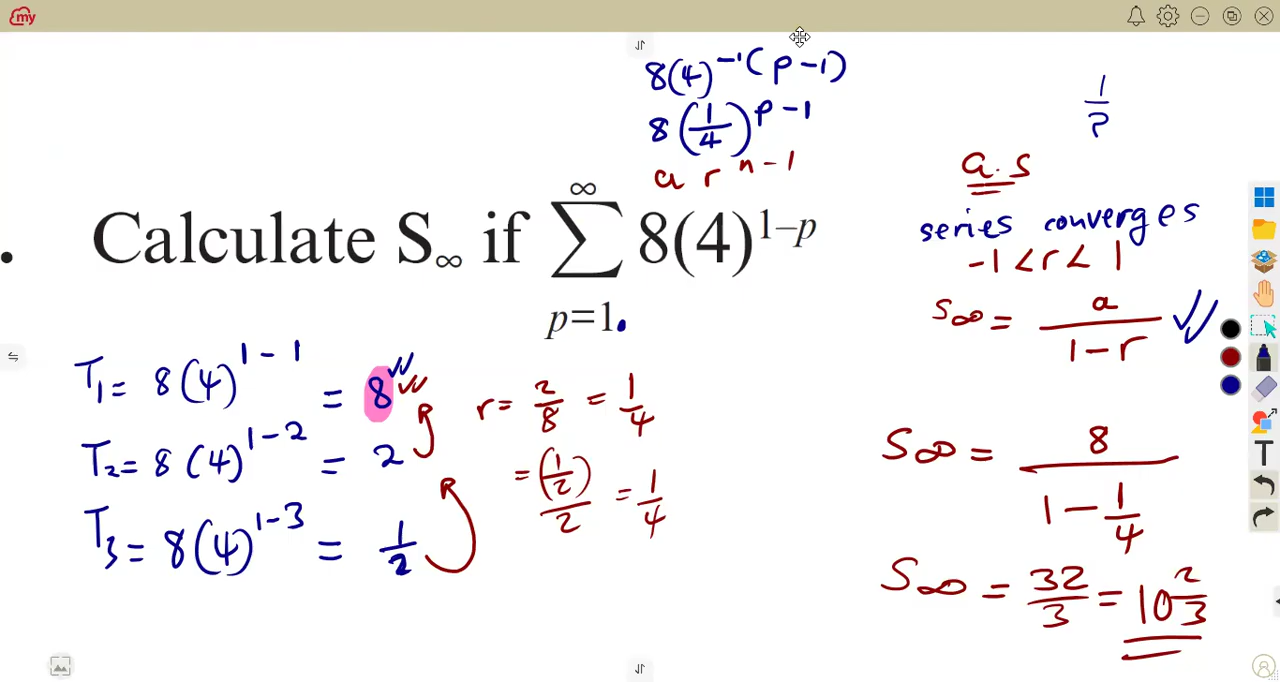 my
8(4)^-1(p-1)
8(1/4)^p-1
a r^n-1
1/2
a.s
series converges
-1<r<1
. Calculate S∞ if ∑ 8(4)^1–p
∞
p=1.
S∞ = a/(1-r)
T1= 8(4)^1-1 = 8
T2= 8(4)^1-2 = 2
T3= 8(4)^1-3 = 1/2
r= 2/8 = 1/4
= (1/2)/2 = 1/4
S∞ = 8/(1-1/4)
S∞ = 32/3 = 10 2/3
T